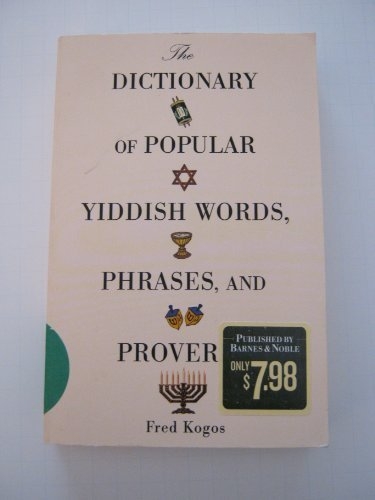 The
DICTIONARY
OF POPULAR
YIDDISH WORDS,
PHRASES, AND
PROVER
PUBLISHED BY
BARNES & NOBLE
ONLY
$7.98
Fred Kogos